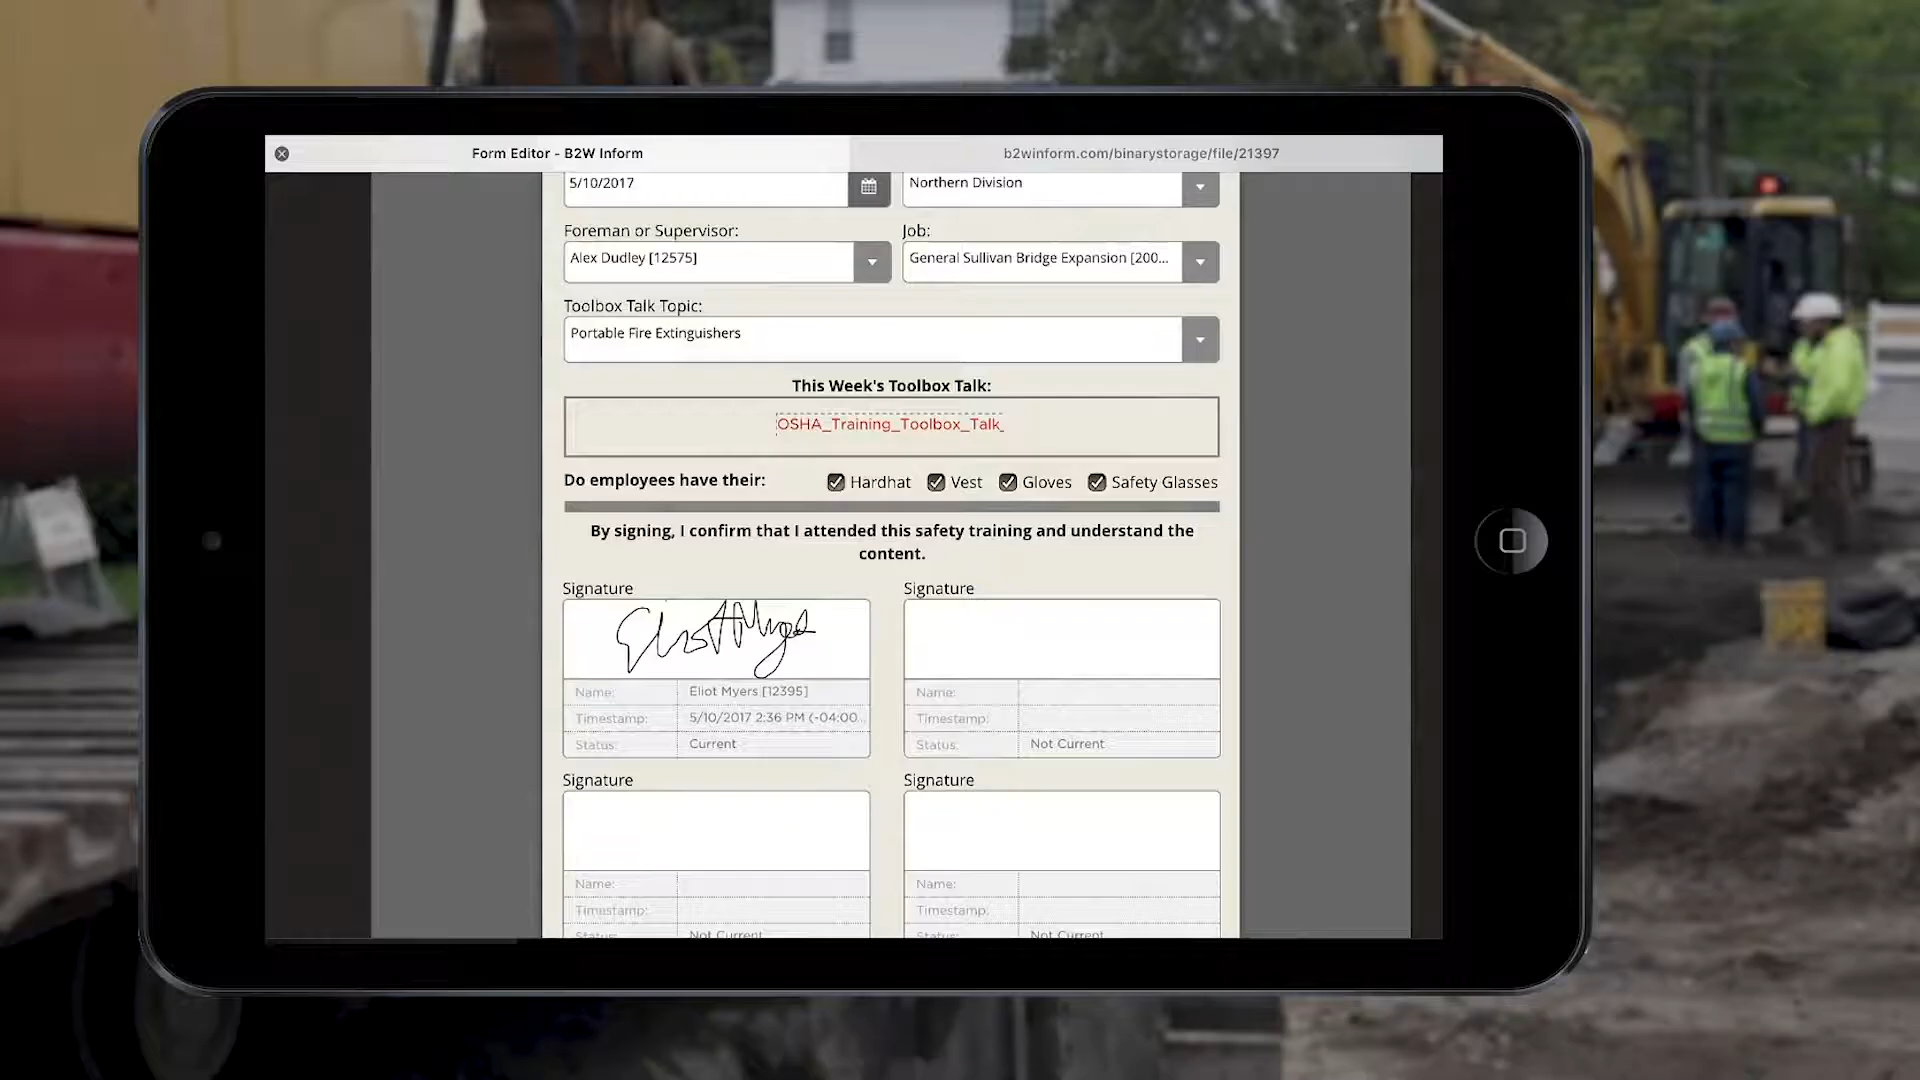 Form Editor - B2W Inform
b2winform.com/binarystorage/file/21397
5/10/2017
Northern Division
Foreman or Supervisor:
Job:
Alex Dudley [12575]
General Sullivan Bridge Expansion [200...
Toolbox Talk Topic:
Portable Fire Extinguishers
This Week's Toolbox Talk:
OSHA_Training_Toolbox_Talk_
Do employees have their:
Hardhat
Vest
Gloves
Safety Glasses
By signing, I confirm that I attended this safety training and understand the
content.
Signature
Signature
Eliot Myers
Name:
Eliot Myers [12395]
Name:
Timestamp:
5/10/2017 2:36 PM (-04:00...
Timestamp:
Status:
Current
Status:
Not Current
Signature
Signature
Name:
Name:
Timestamp:
Timestamp:
Status:
Not Current
Status:
Not Current